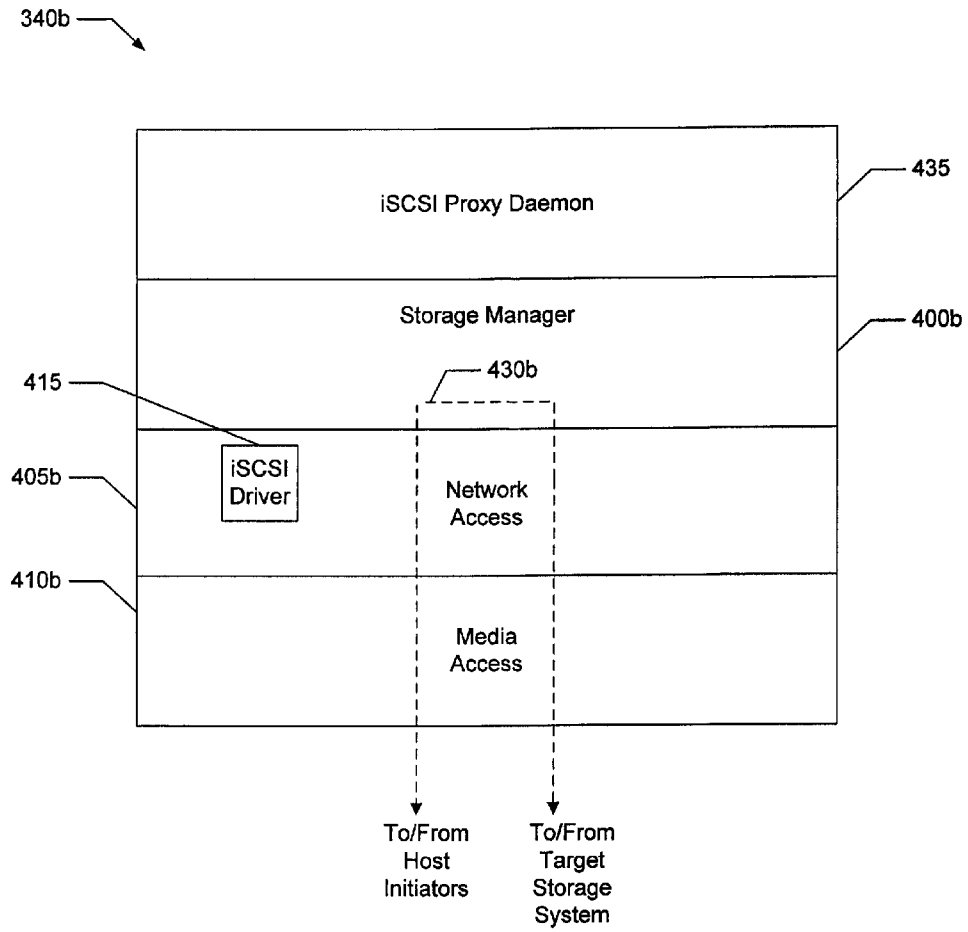 340b
iSCSI Proxy Daemon
435
Storage Manager
400b
430b
415
iSCSI
Driver
405b
Network
Access
410b
Media
Access
To/From
Host
Initiators
To/From
Target
Storage
System